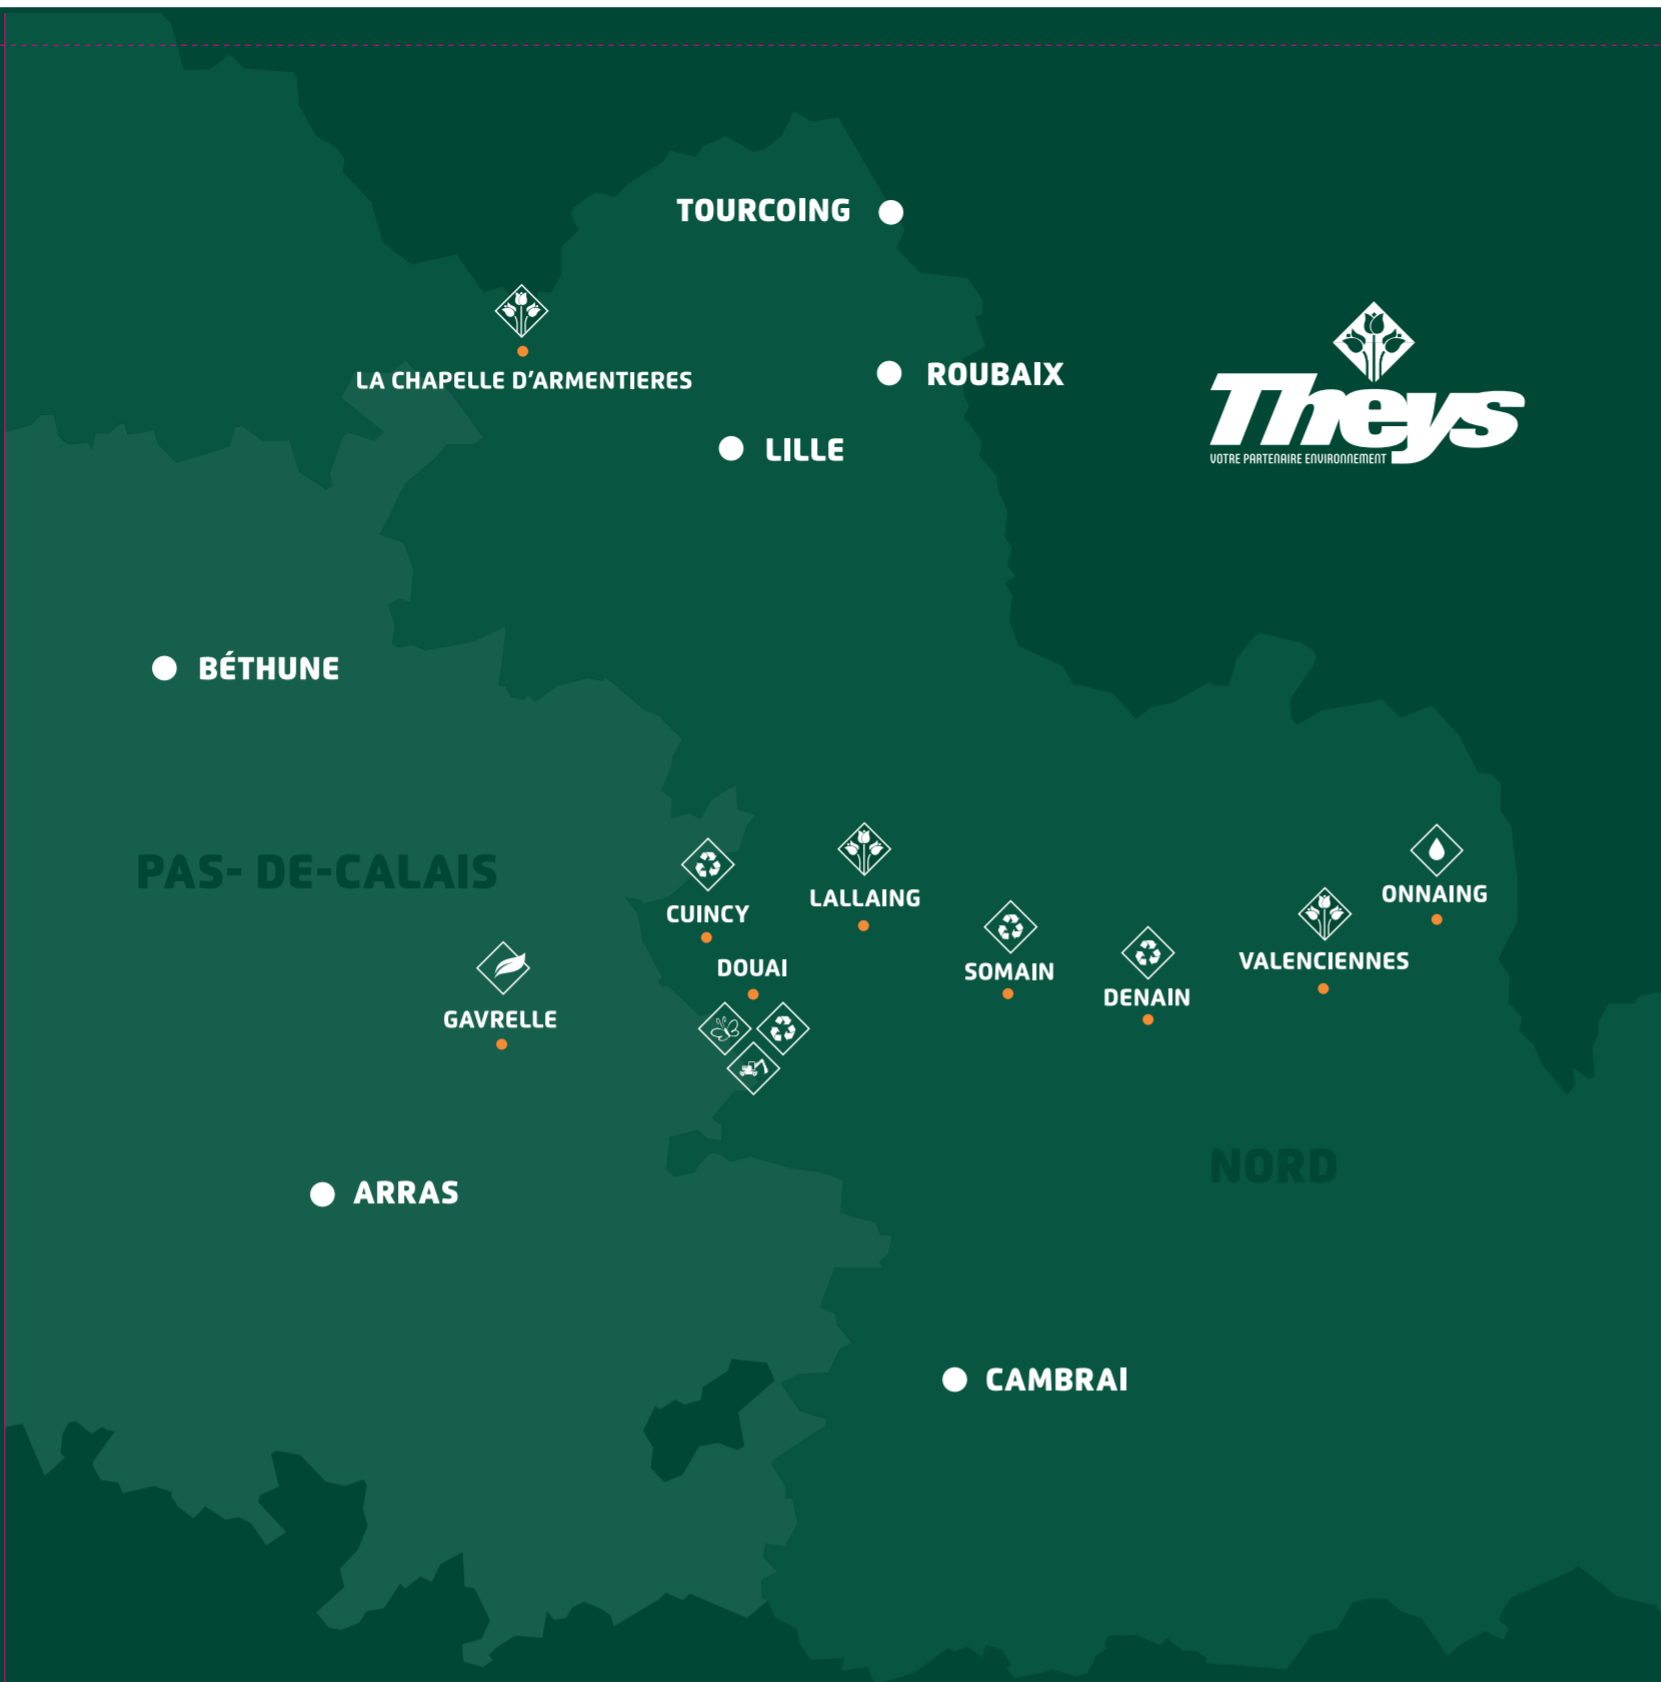 TOURCOING
LA CHAPELLE D'ARMENTIERES
ROUBAIX
LILLE
Theys
VOTRE PARTENAIRE ENVIRONNEMENT
BÉTHUNE
PAS- DE-CALAIS
CUINCY
LALLAING
ONNAING
DOUAI
SOMAIN
VALENCIENNES
DENAIN
GAVRELLE
NORD
ARRAS
CAMBRAI